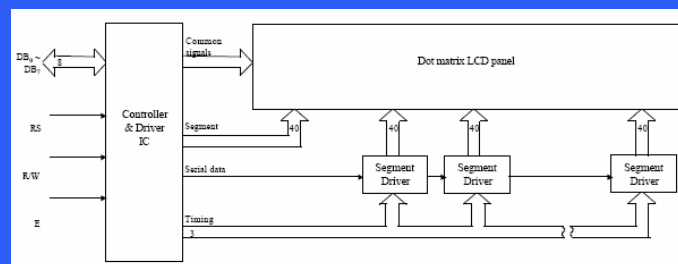 DB₀ ~
DB₇
8
RS
R/W
E
Controller
& Driver
IC
Common
signals
Dot matrix LCD panel
Segment
40
40
40
40
Serial data
Segment
Driver
Segment
Driver
Segment
Driver
Timing
3